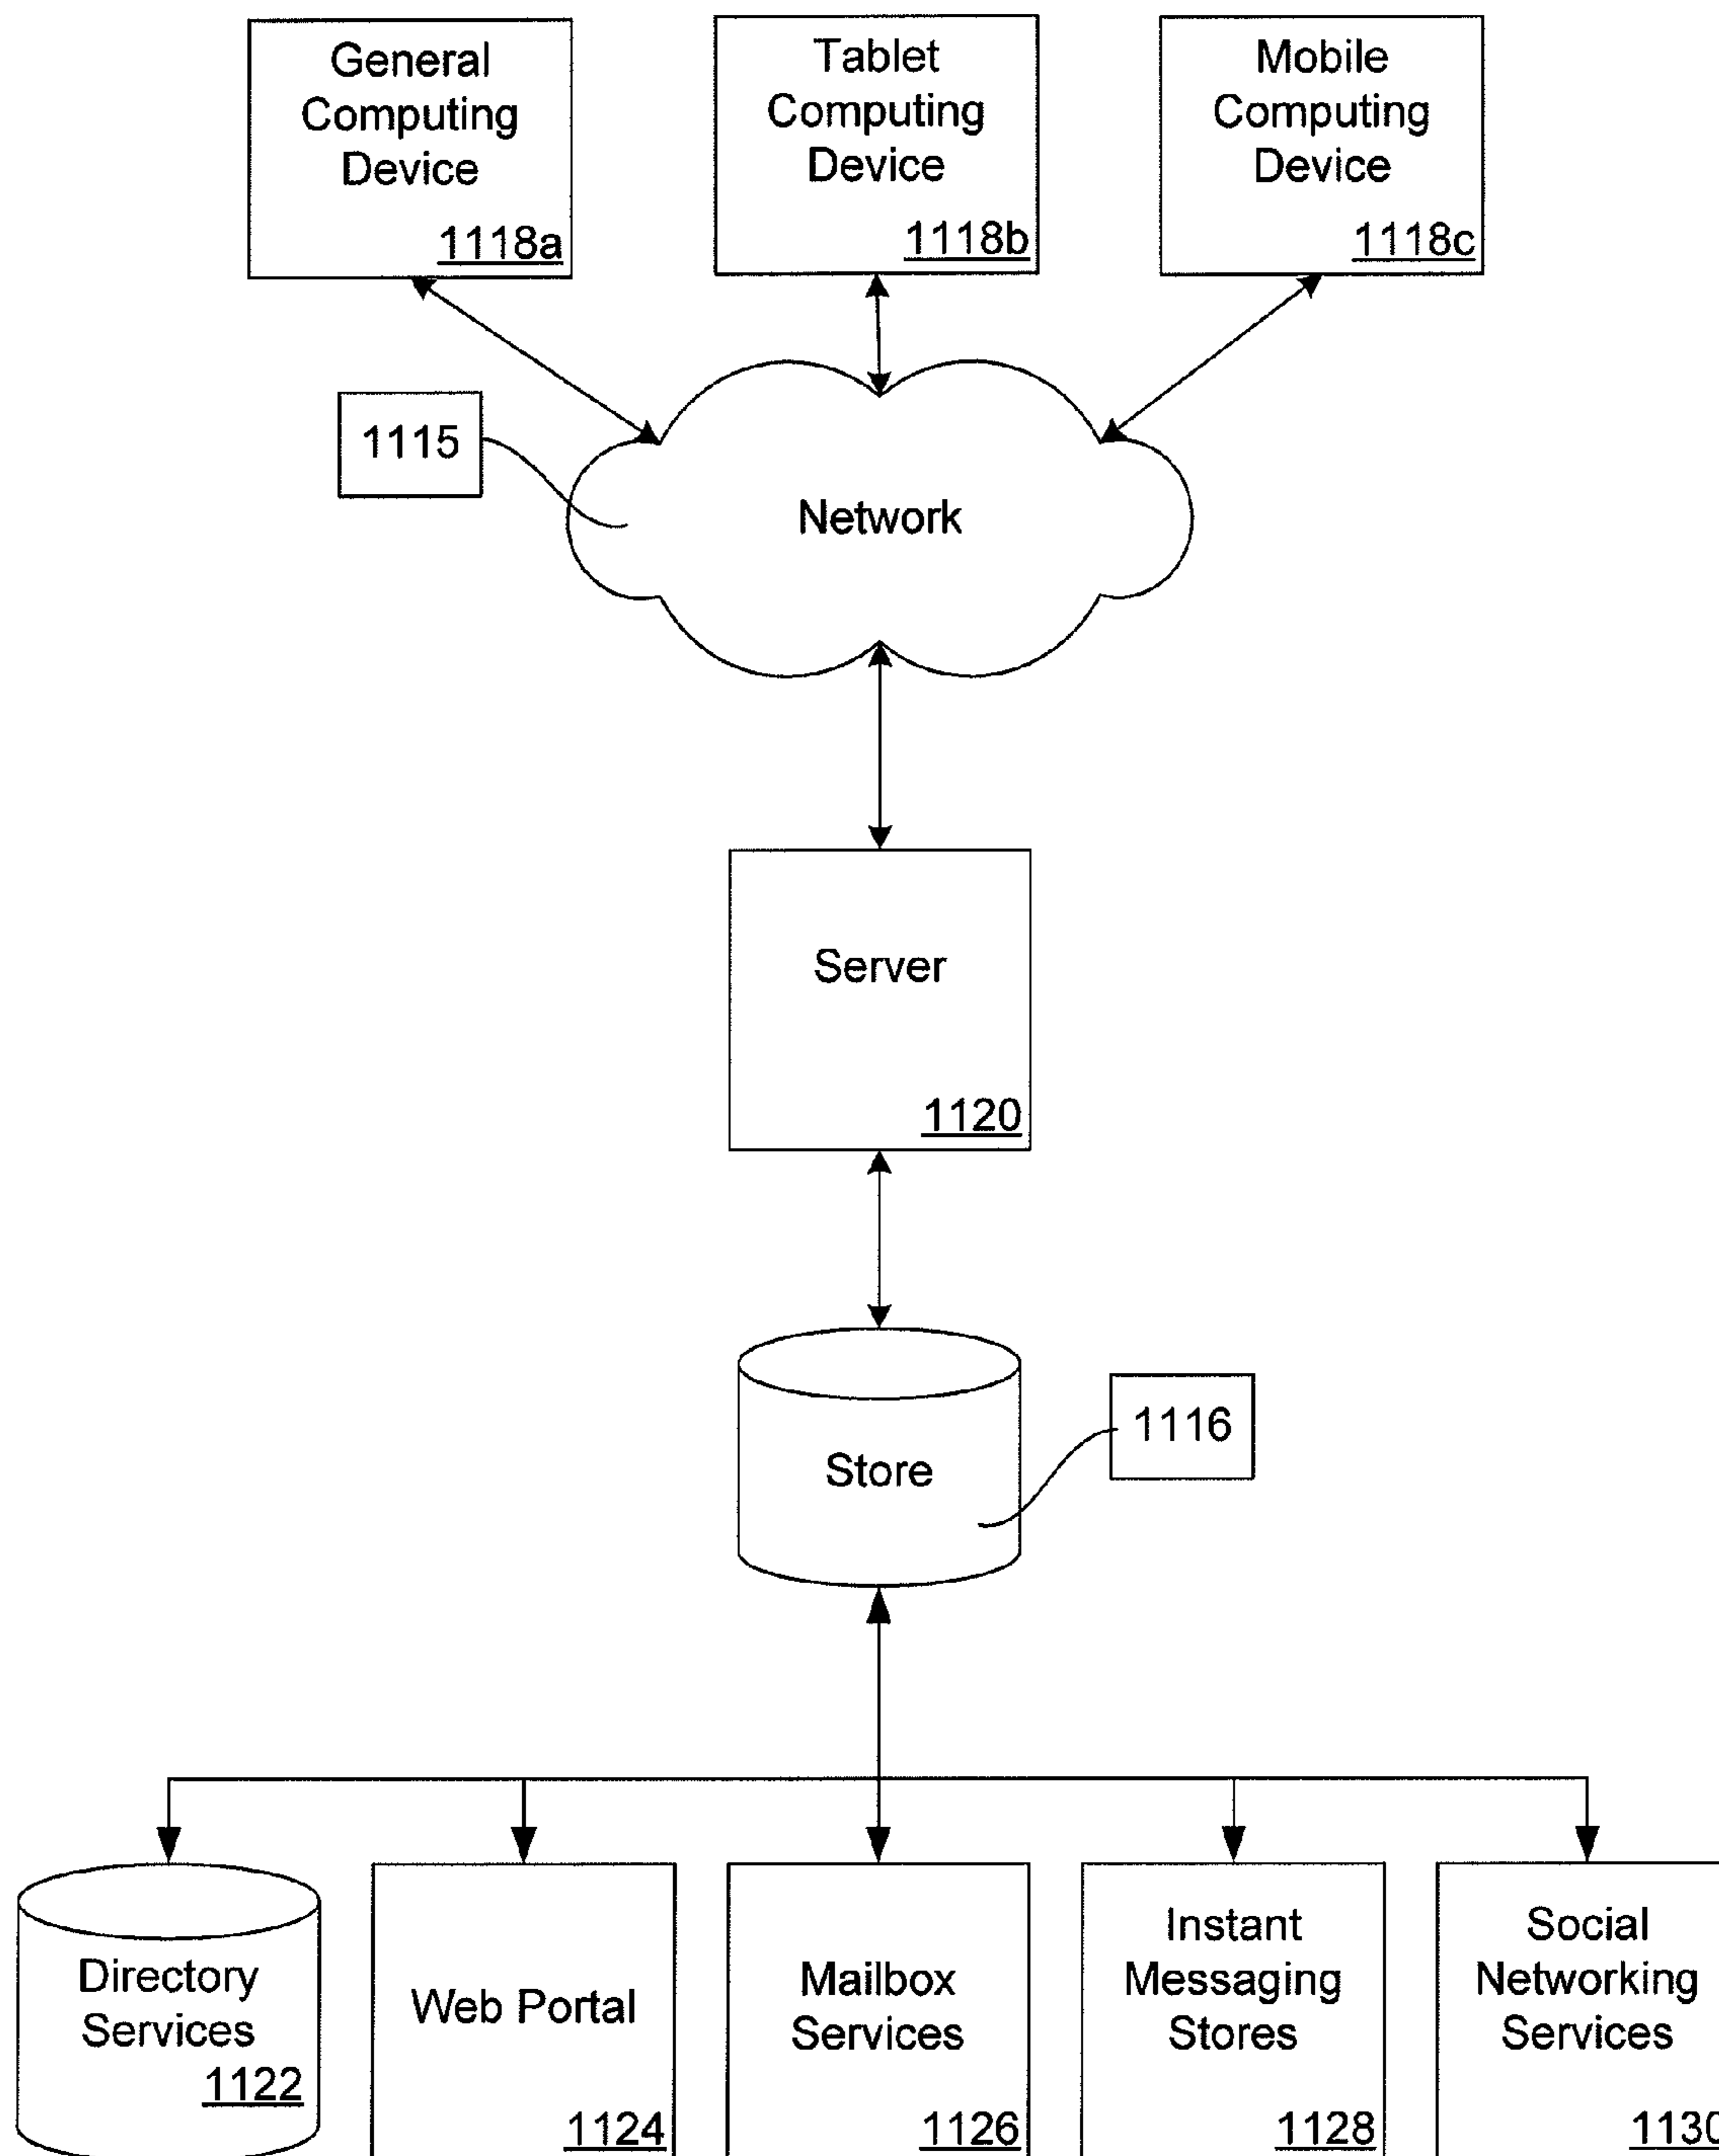 General
Computing
Device
1118a
Tablet
Computing
Device
1118b
Mobile
Computing
Device
1118c
1115
Network
Server
1120
Store
1116
Directory
Services
1122
Web Portal
1124
Mailbox
Services
1126
Instant
Messaging
Stores
1128
Social
Networking
Services
1130